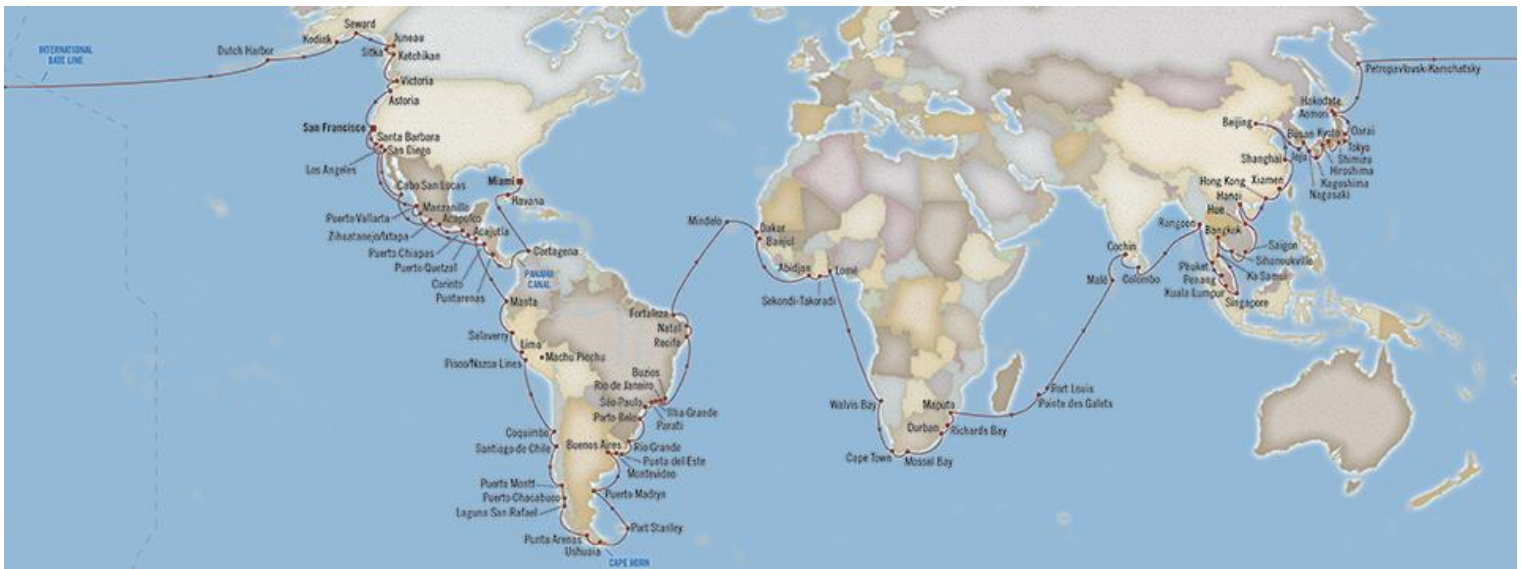 INTERNATIONAL
DATE LINE
Dutch Harbor
Kodiak
Seward
Juneau
Sitka
Ketchikan
Victoria
Astoria
San Francisco
Santa Barbara
San Diego
Los Angeles
Cabo San Lucas
Miami
Havana
Puerto Vallarta
Manzanillo
Zihuatanejo/Ixtapa
Acapulco
Acajutla
Puerto Chiapas
Puerto Quetzal
Corinto
Puntarenas
Cartagena
PANAMA
CANAL
Manta
Salaverry
Lima
Machu Picchu
Pisco/Nazca Lines
Coquimbo
Santiago de Chile
Puerto Montt
Puerto Chacabuco
Laguna San Rafael
Punta Arenas
Ushuaia
CAPE HORN
Port Stanley
Puerto Madryn
Buenos Aires
Montevideo
Punta del Este
Rio Grande
Porto Belo
São Paulo
Parati
Ilha Grande
Rio de Janeiro
Buzios
Recife
Natal
Fortaleza
Mindelo
Dakar
Banjul
Abidjan
Sekondi-Takoradi
Lomé
Walvis Bay
Cape Town
Mossel Bay
Durban
Richards Bay
Maputo
Pointe des Galets
Port Louis
Malé
Cochin
Colombo
Rangoon
Phuket
Penang
Kuala Lumpur
Singapore
Ko Samui
Bangkok
Sihanoukville
Saigon
Hue
Hanoi
Hong Kong
Xiamen
Shanghai
Beijing
Jeju
Busan
Nagasaki
Kagoshima
Hiroshima
Kyoto
Shimizu
Tokyo
Oarai
Aomori
Hakodate
Petropavlovsk-Kamchatsky